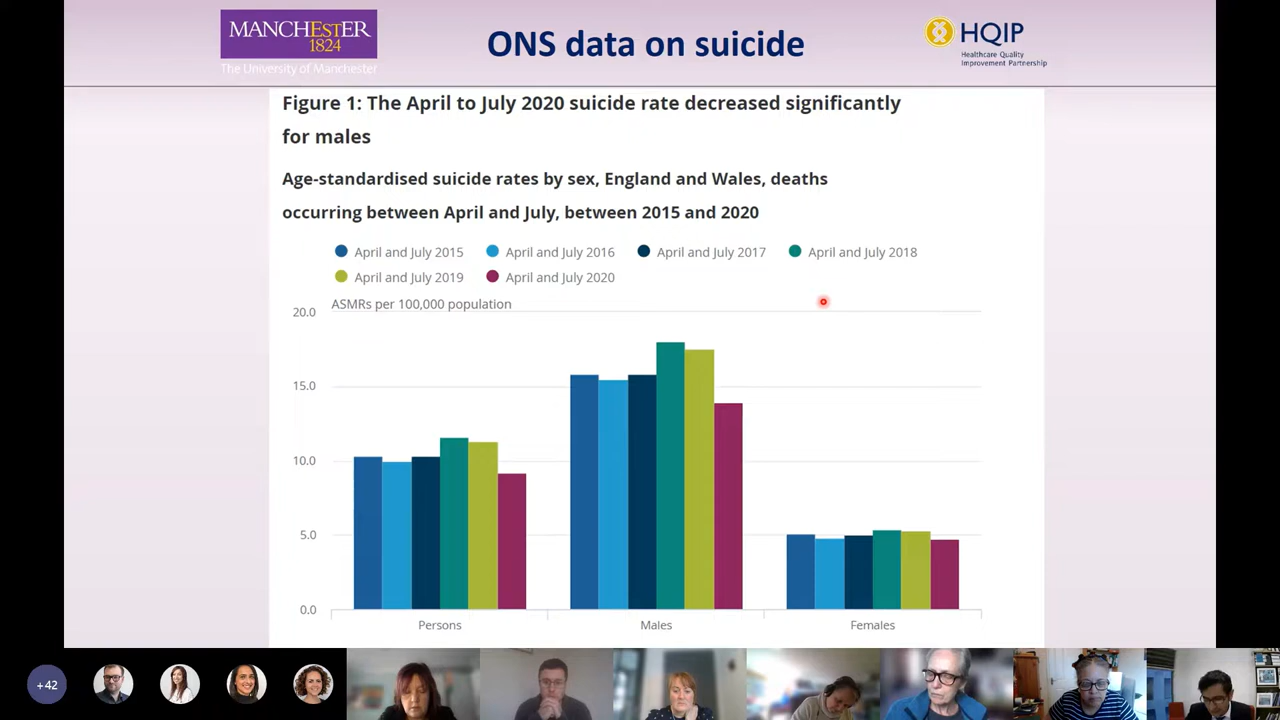 MANCHESTER
1824
The University of Manchester
ONS data on suicide
HQIP
Healthcare Quality
Improvement Partnership
Figure 1: The April to July 2020 suicide rate decreased significantly
for males
Age-standardised suicide rates by sex, England and Wales, deaths
occurring between April and July, between 2015 and 2020
April and July 2015 April and July 2016 April and July 2017 April and July 2018
April and July 2019 April and July 2020
ASMRs per 100,000 population
20.0
15.0
10.0
5.0
0.0
Persons Males Females
+42